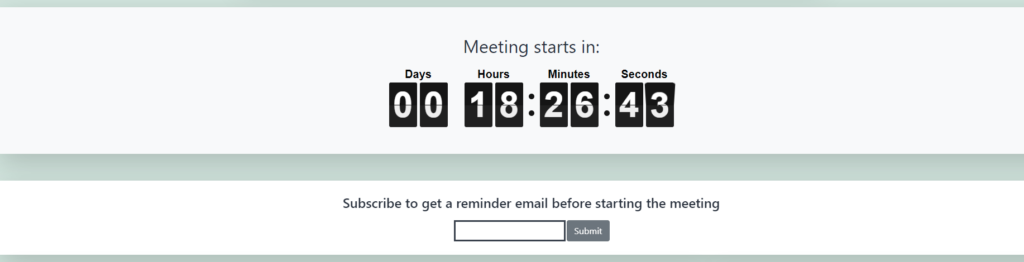 Meeting starts in:
Days Hours Minutes Seconds
00 18:26:43
Subscribe to get a reminder email before starting the meeting
Submit